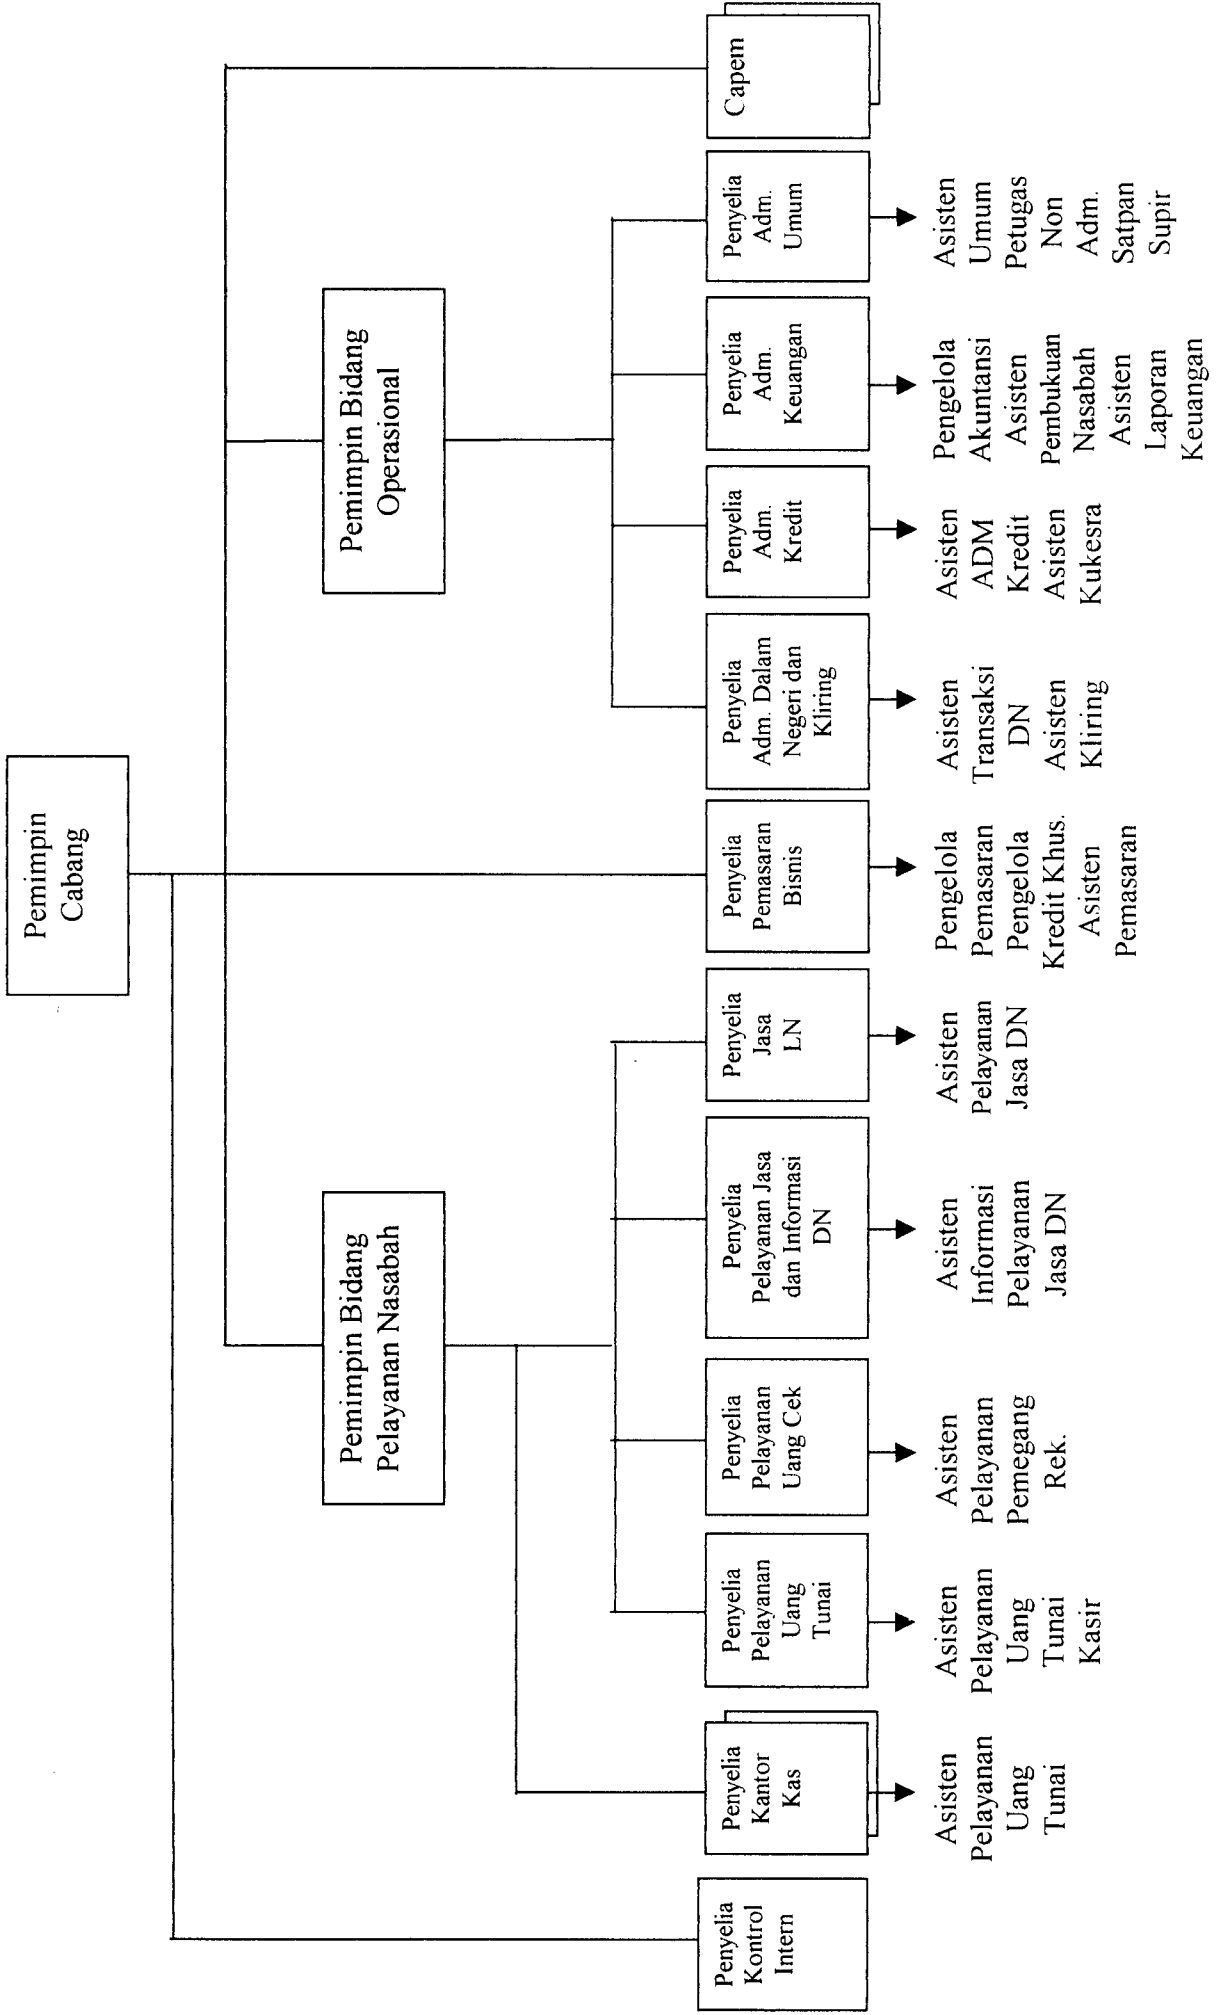 Pemimpin
Cabang
Pemimpin Bidang
Pelayanan Nasabah
Pemimpin Bidang
Operasional
Penyelia
Kontrol
Intern
Penyelia
Kantor
Kas
Penyelia
Pelayanan
Uang
Tunai
Penyelia
Pelayanan
Uang Cek
Penyelia
Pelayanan Jasa
dan Informasi
DN
Penyelia
Jasa
LN
Penyelia
Pemasaran
Bisnis
Penyelia
Adm. Dalam
Negeri dan
Kliring
Penyelia
Adm.
Kredit
Penyelia
Adm.
Keuangan
Penyelia
Adm.
Umum
Capem
Asisten
Pelayanan
Uang
Tunai
Asisten
Pelayanan
Uang
Tunai
Kasir
Asisten
Pelayanan
Pemegang
Rek.
Asisten
Informasi
Pelayanan
Jasa DN
Asisten
Pelayanan
Jasa DN
Pengelola
Pemasaran
Pengelola
Kredit Khus.
Asisten
Pemasaran
Asisten
Transaksi
DN
Asisten
Kliring
Asisten
ADM
Kredit
Asisten
Kukesra
Pengelola
Akuntansi
Asisten
Pembukuan
Nasabah
Asisten
Laporan
Keuangan
Asisten
Umum
Petugas
Non
Adm.
Satpan
Supir